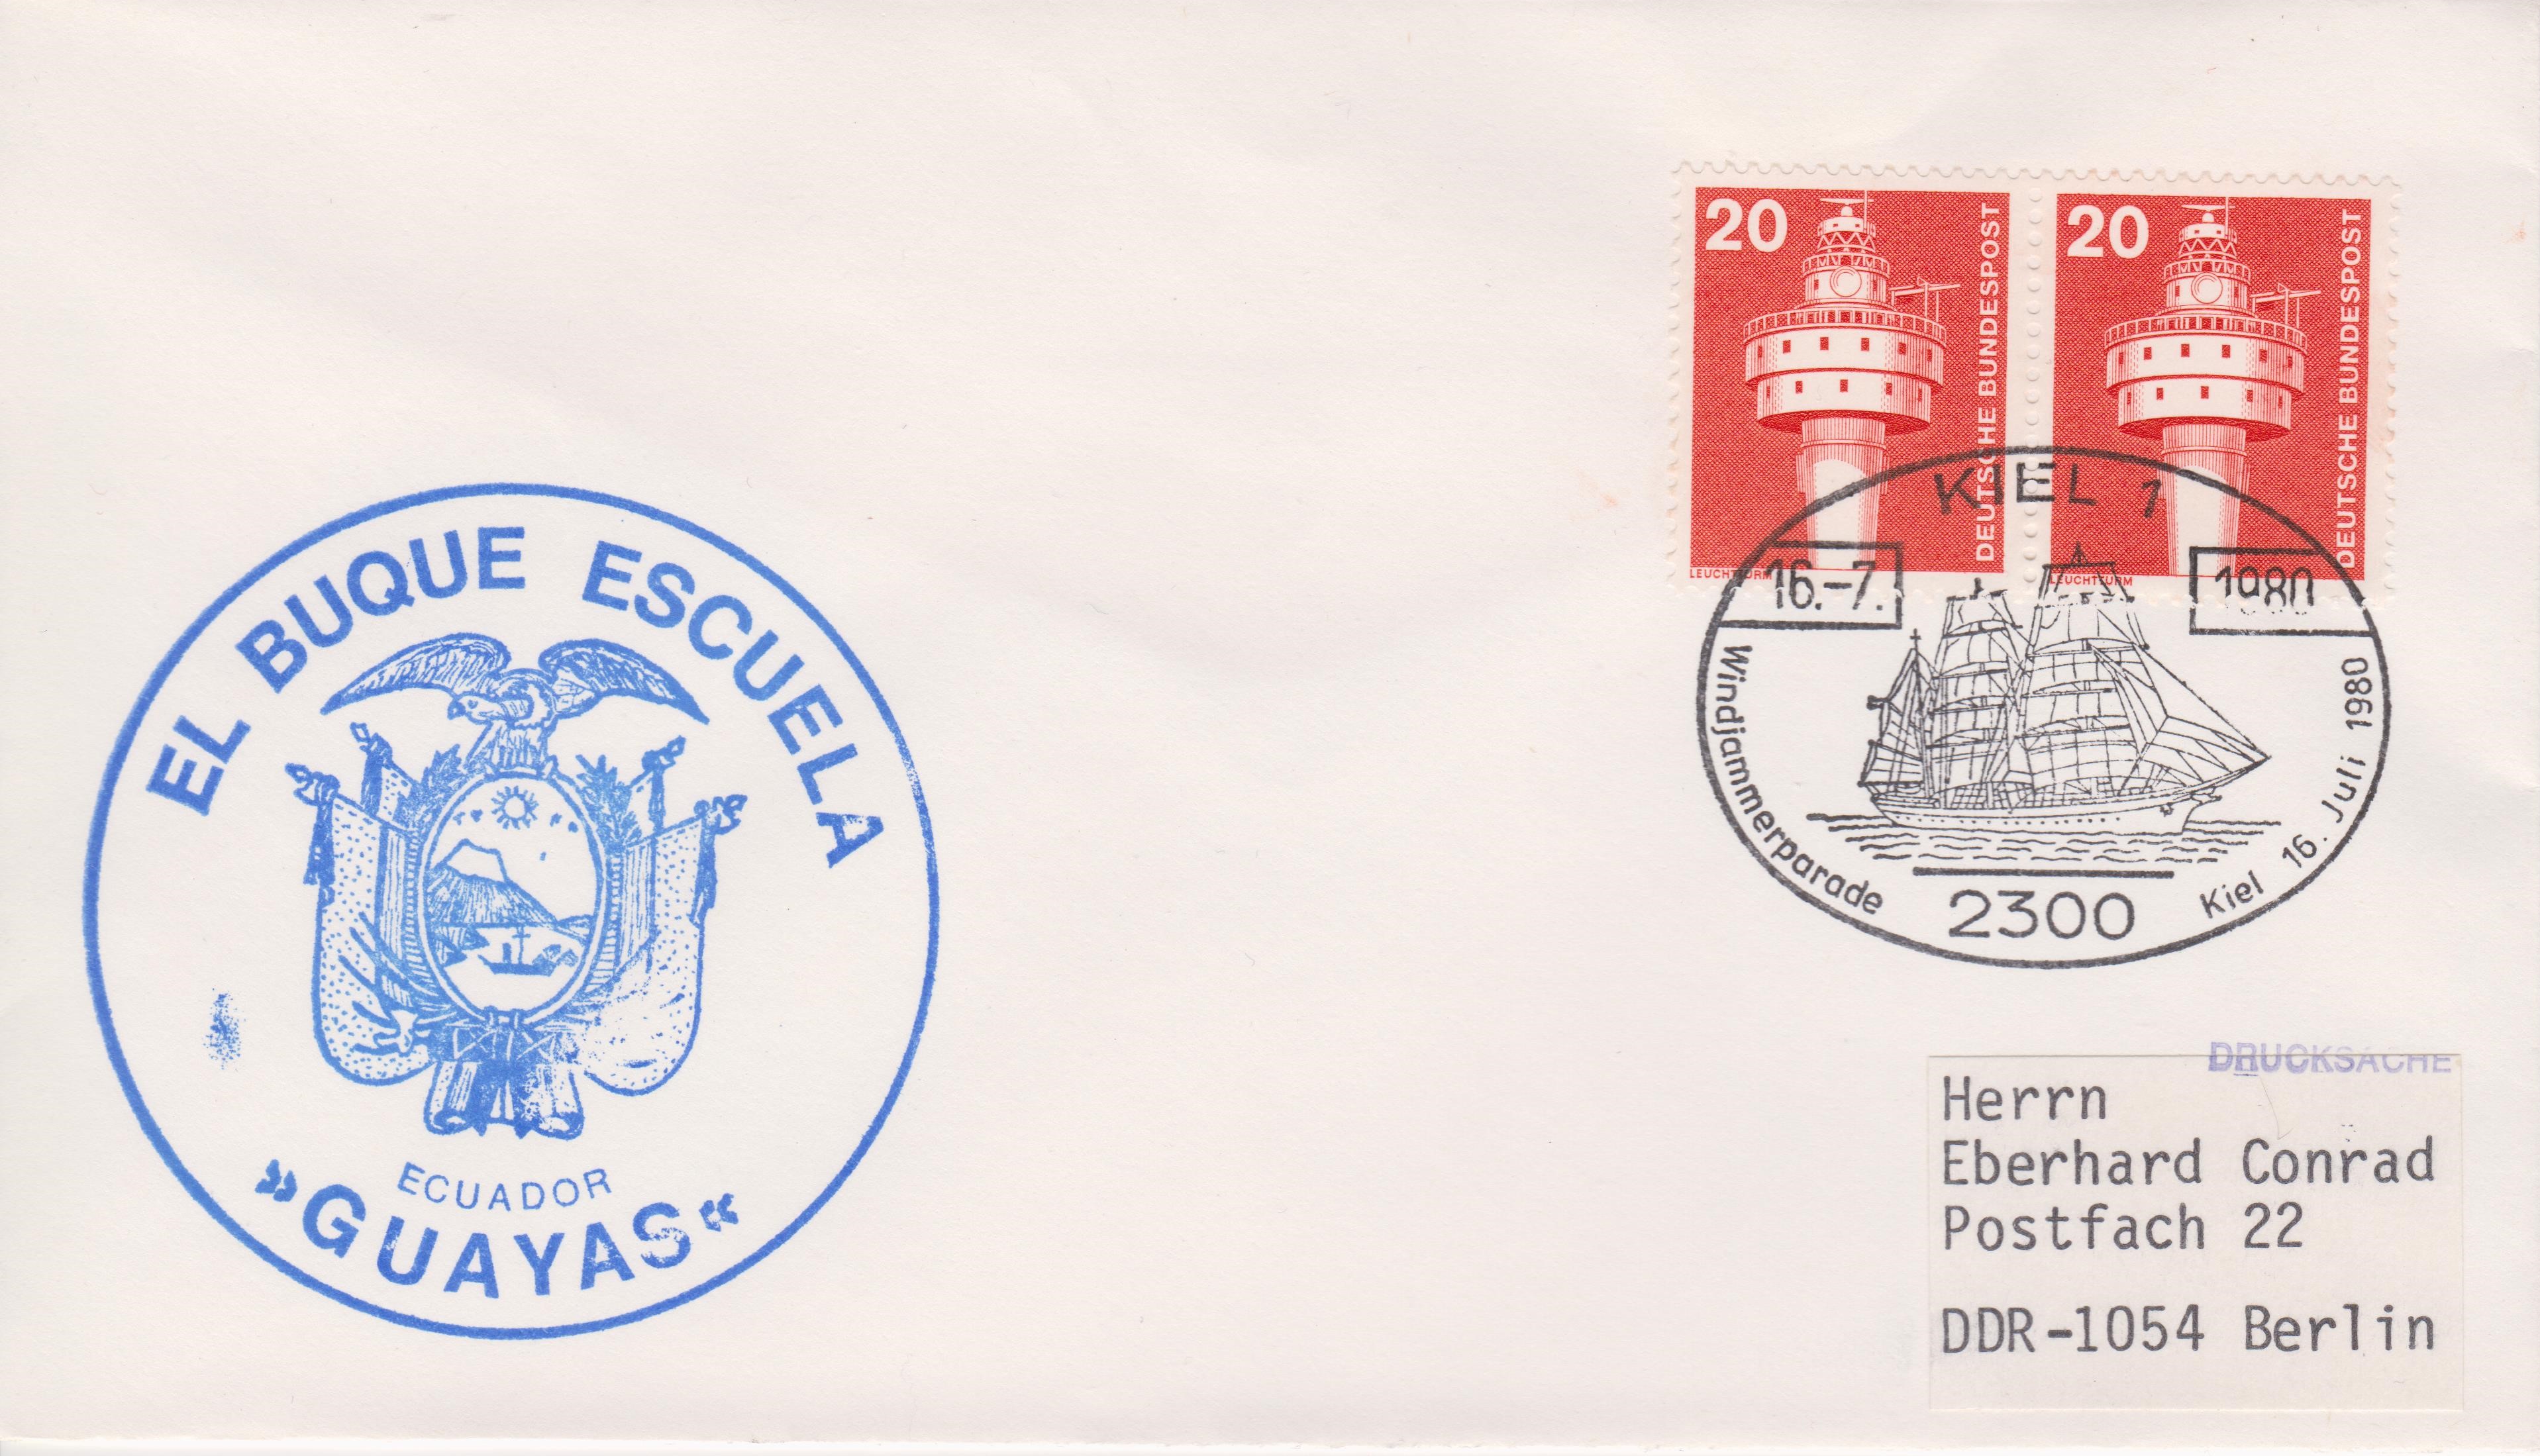 20 DEUTSCHE BUNDESPOST
LEUCHTTURM
20 DEUTSCHE BUNDESPOST
LEUCHTTURM
KIEL 1
16.-7. 1980
Windjammerparade Kiel 16. Juli 1980
2300
EL BUQUE ESCUELA
ECUADOR
»GUAYAS«
DRUCKSACHE
Herrn
Eberhard Conrad
Postfach 22
DDR-1054 Berlin